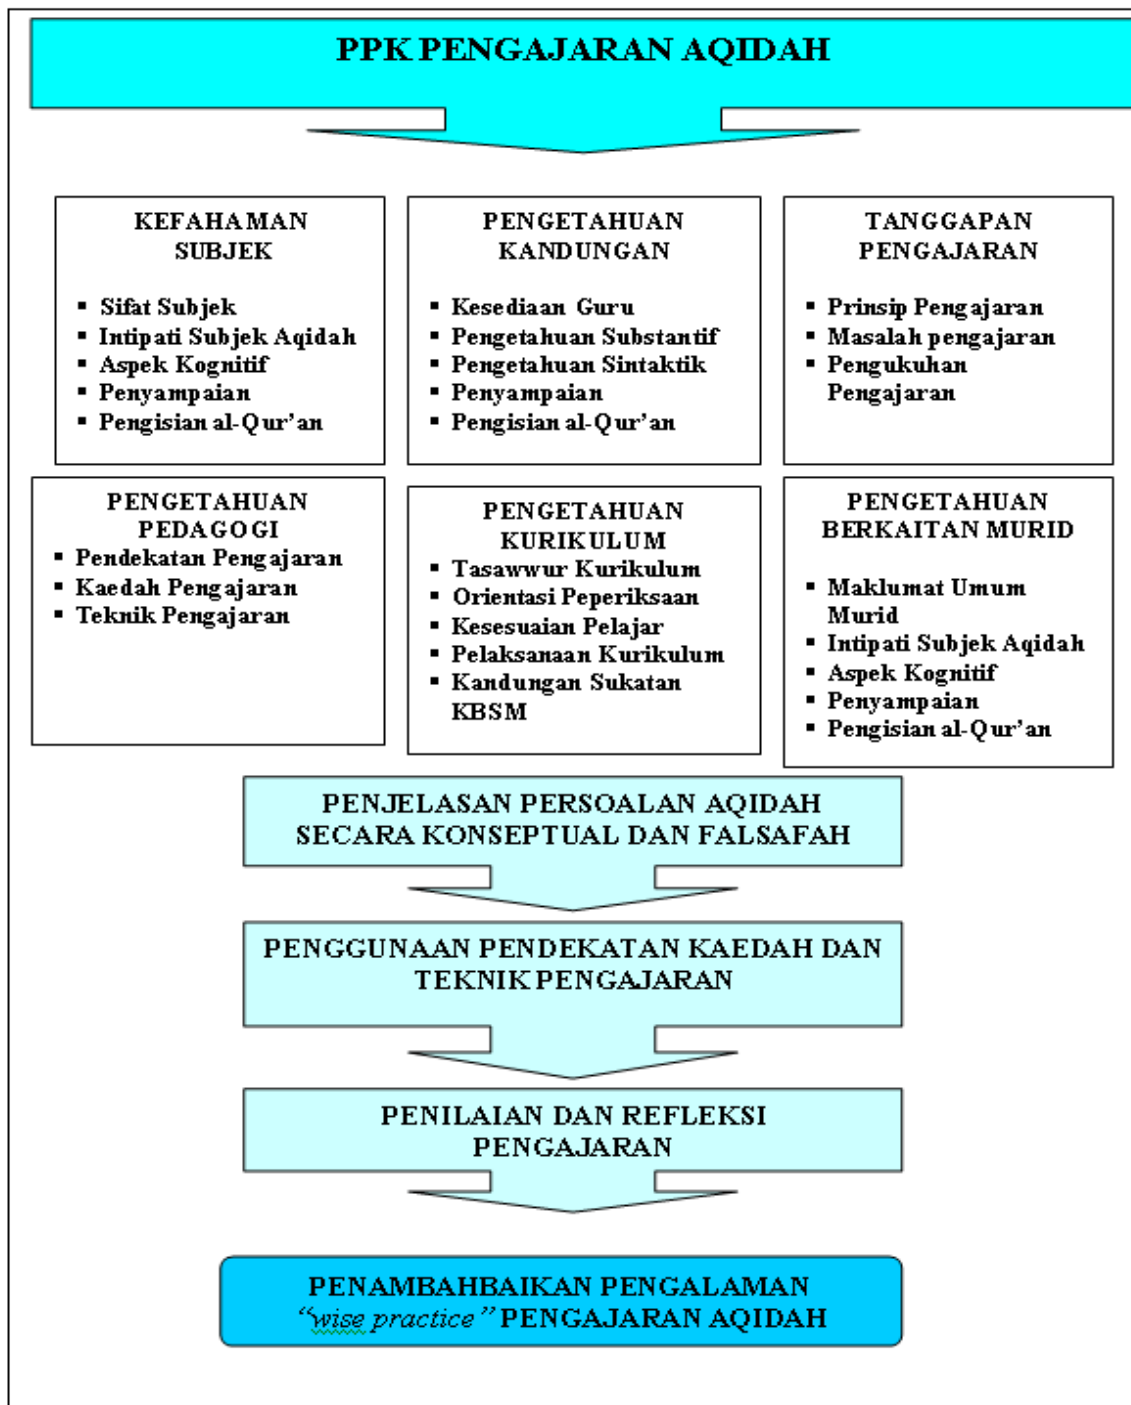 PPK PENGAJARAN AQIDAH
KEFAHAMAN
SUBJEK
▪ Sifat Subjek
▪ Intipati Subjek Aqidah
▪ Aspek Kognitif
▪ Penyampaian
▪ Pengisian al-Qur’an
PENGETAHUAN
KANDUNGAN
▪ Kesediaan Guru
▪ Pengetahuan Substantif
▪ Pengetahuan Sintaktik
▪ Penyampaian
▪ Pengisian al-Qur’an
TANGGAPAN
PENGAJARAN
▪ Prinsip Pengajaran
▪ Masalah pengajaran
▪ Pengukuhan
Pengajaran
PENGETAHUAN
PEDAGOGI
▪ Pendekatan Pengajaran
▪ Kaedah Pengajaran
▪ Teknik Pengajaran
PENGETAHUAN
KURIKULUM
▪ Tasawwur Kurikulum
▪ Orientasi Peperiksaan
▪ Kesesuaian Pelajar
▪ Pelaksanaan Kurikulum
▪ Kandungan Sukatan
KBSM
PENGETAHUAN
BERKAITAN MURID
▪ Maklumat Umum
Murid
▪ Intipati Subjek Aqidah
▪ Aspek Kognitif
▪ Penyampaian
▪ Pengisian al-Qur’an
PENJELASAN PERSOALAN AQIDAH
SECARA KONSEPTUAL DAN FALSAFAH
PENGGUNAAN PENDEKATAN KAEDAH DAN
TEKNIK PENGAJARAN
PENILAIAN DAN REFLEKSI
PENGAJARAN
PENAMBAHBAIKAN PENGALAMAN
“wise practice” PENGAJARAN AQIDAH